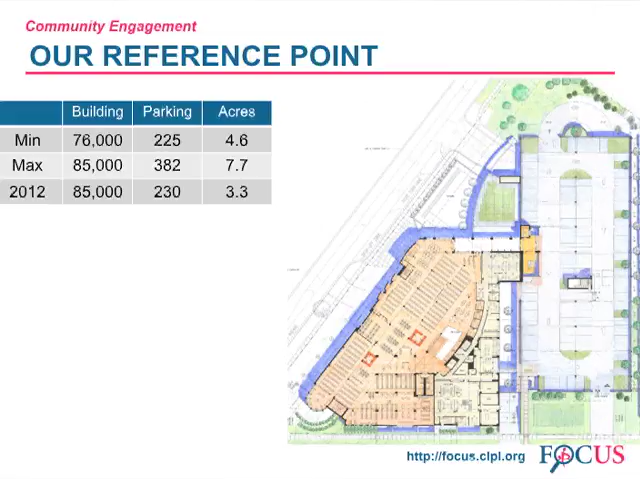 Community Engagement
OUR REFERENCE POINT
Building Parking Acres
Min 76,000 225 4.6
Max 85,000 382 7.7
2012 85,000 230 3.3
http://focus.clpl.org
FOCUS